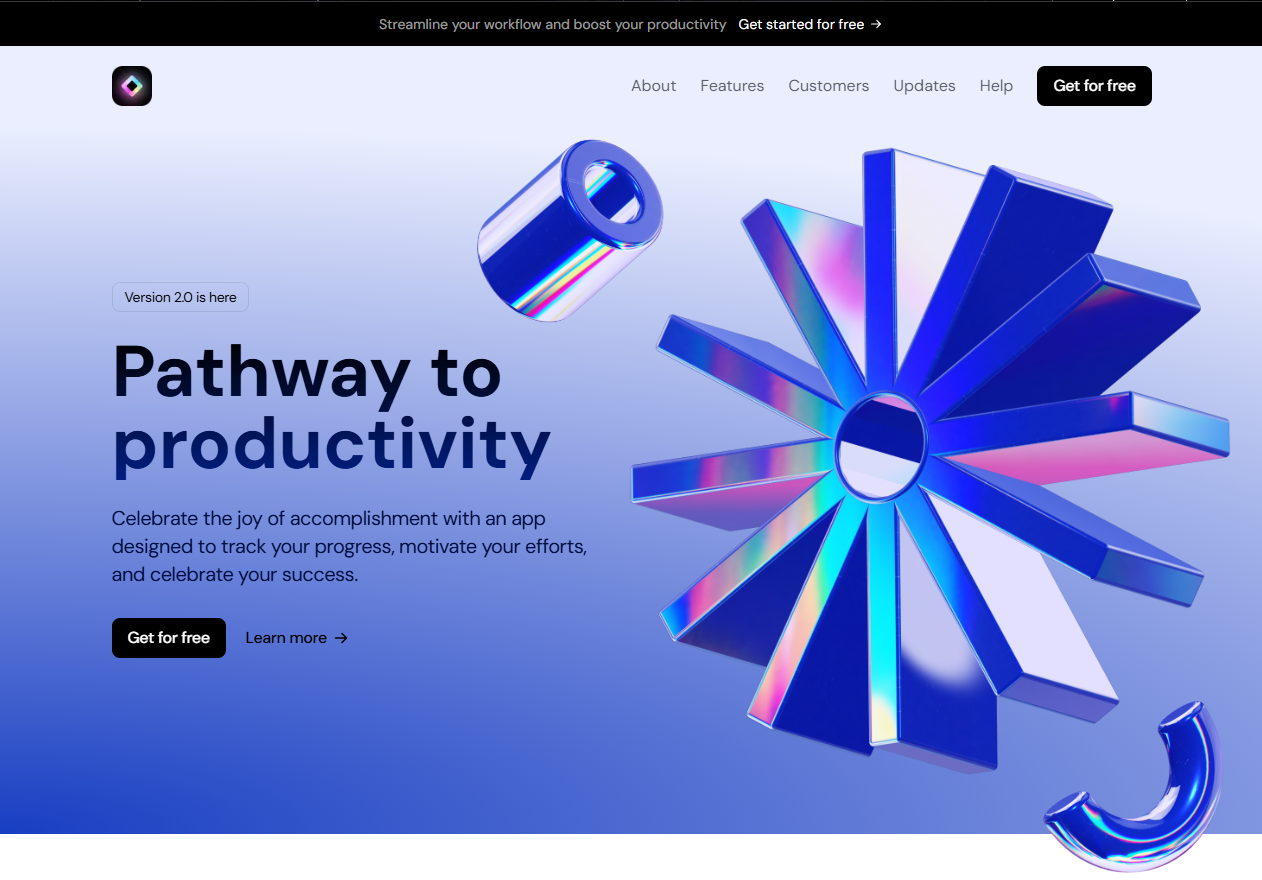 Streamline your workflow and boost your productivity Get started for free →
About Features Customers Updates Help Get for free
Version 2.0 is here
Pathway to
productivity
Celebrate the joy of accomplishment with an app
designed to track your progress, motivate your efforts,
and celebrate your success.
Get for free Learn more →